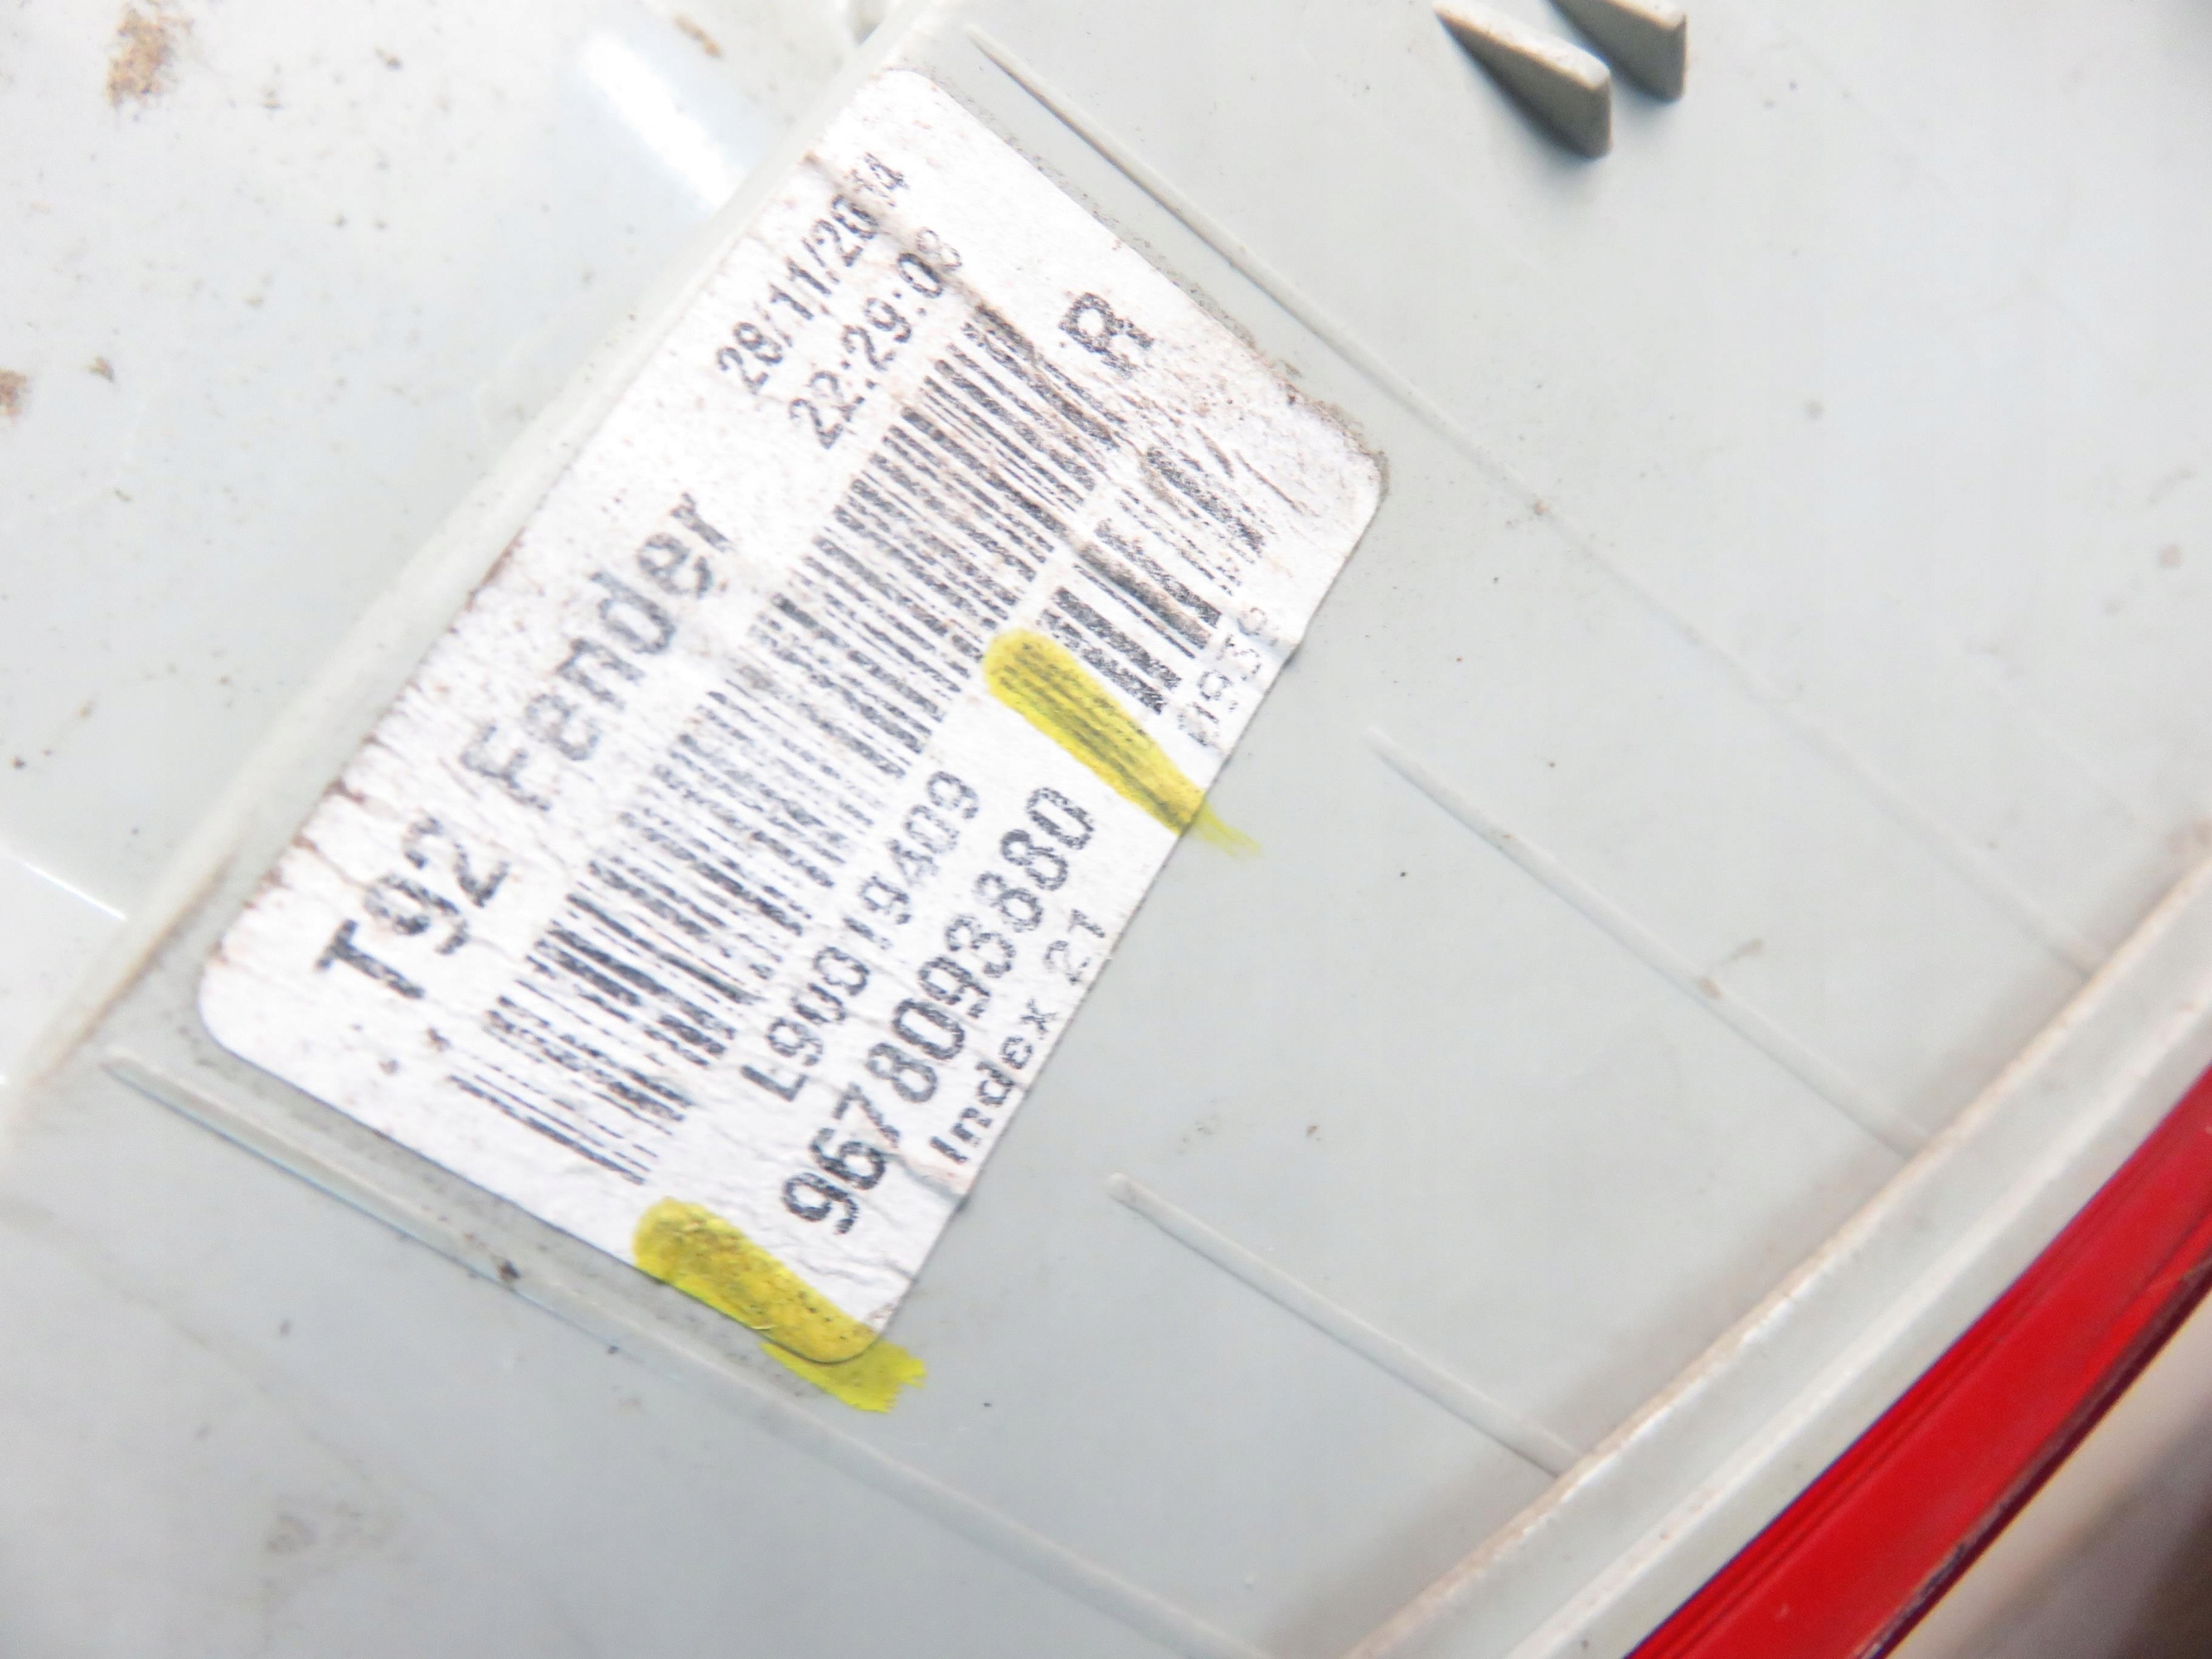 T92 Fender
28/11/2014
22:29:08
L90019409
R
9678093880
Index 21